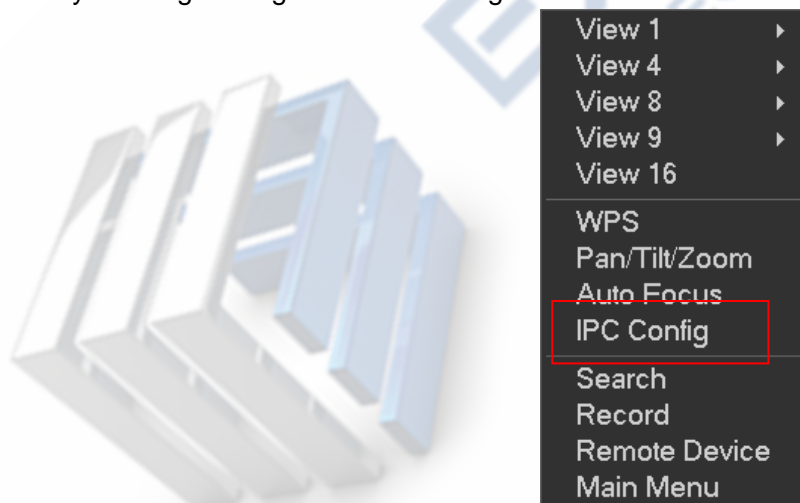 View 1
View 4
View 8
View 9
View 16
WPS
Pan/Tilt/Zoom
Auto Focus
IPC Config
Search
Record
Remote Device
Main Menu